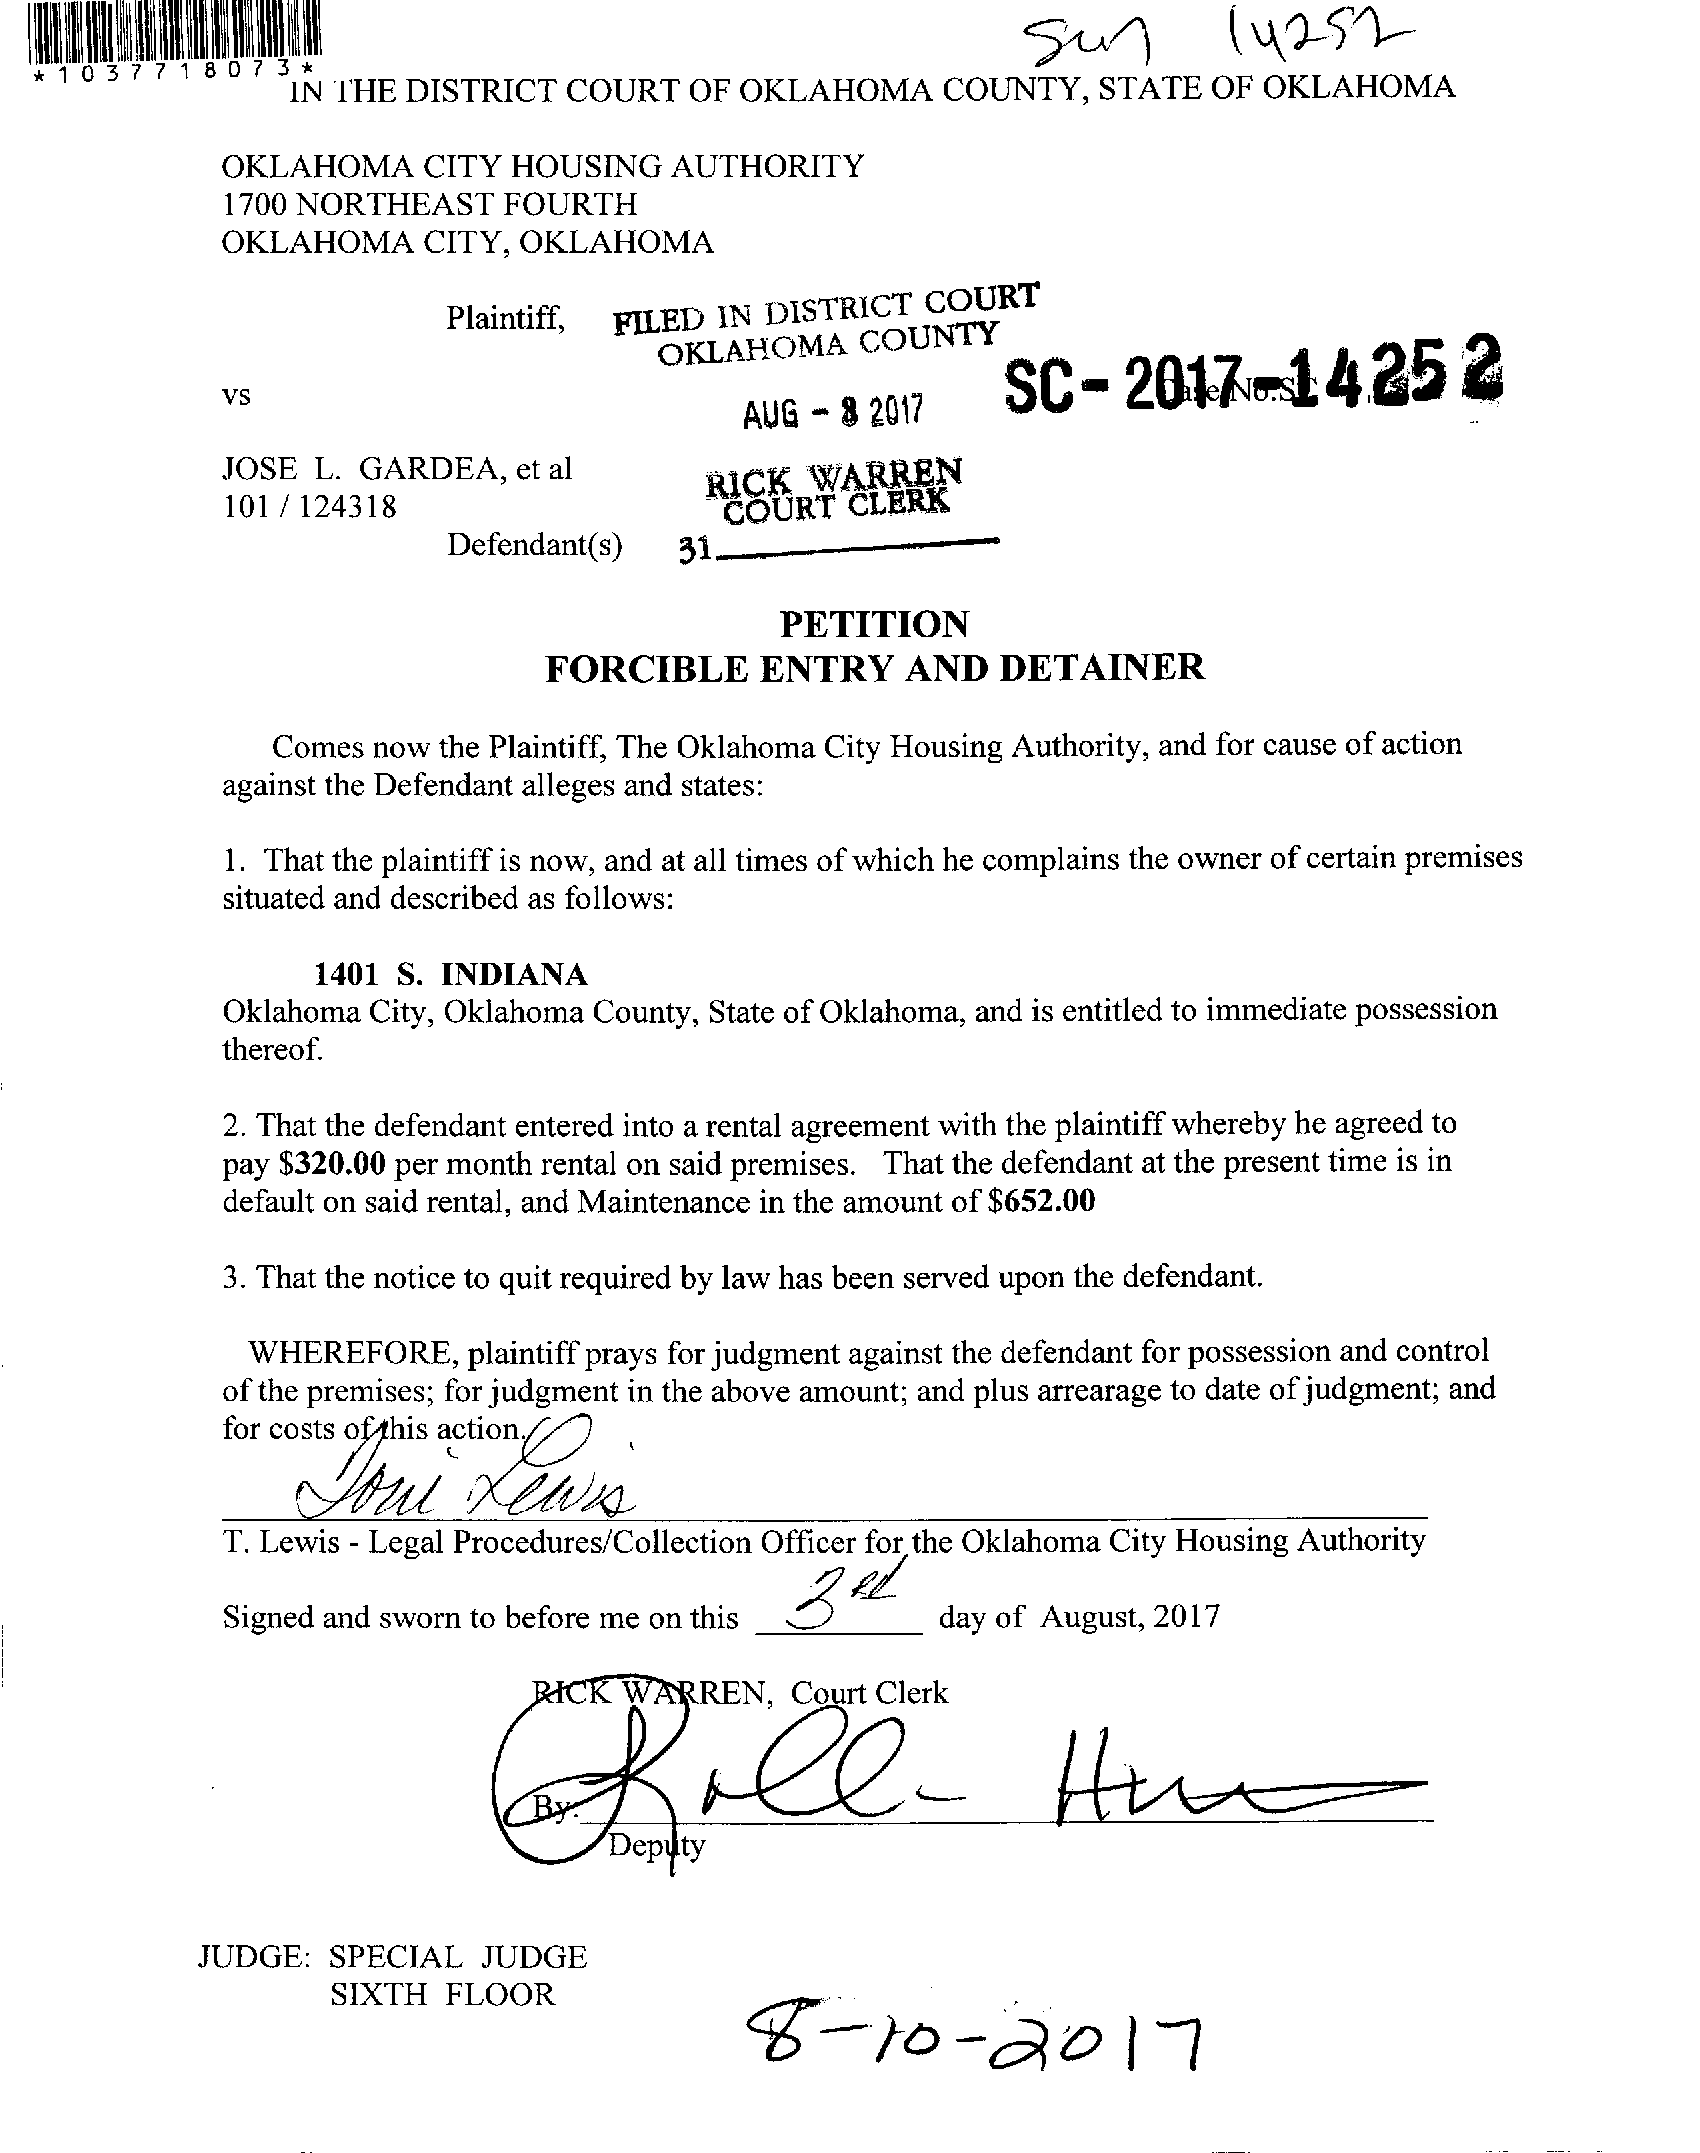 14252
*1037718073*
IN THE DISTRICT COURT OF OKLAHOMA COUNTY, STATE OF OKLAHOMA
OKLAHOMA CITY HOUSING AUTHORITY
1700 NORTHEAST FOURTH
OKLAHOMA CITY, OKLAHOMA
Plaintiff,
FILED IN DISTRICT COURT
OKLAHOMA COUNTY
SC-2017-14252
vs
AUG - 8 2017
JOSE L. GARDEA, et al
RICK WARREN
101 / 124318
COURT CLERK
Defendant(s)
31
PETITION
FORCIBLE ENTRY AND DETAINER
Comes now the Plaintiff, The Oklahoma City Housing Authority, and for cause of action
against the Defendant alleges and states:
1. That the plaintiff is now, and at all times of which he complains the owner of certain premises
situated and described as follows:
1401 S. INDIANA
Oklahoma City, Oklahoma County, State of Oklahoma, and is entitled to immediate possession
thereof.
2. That the defendant entered into a rental agreement with the plaintiff whereby he agreed to
pay $320.00 per month rental on said premises. That the defendant at the present time is in
default on said rental, and Maintenance in the amount of $652.00
3. That the notice to quit required by law has been served upon the defendant.
WHEREFORE, plaintiff prays for judgment against the defendant for possession and control
of the premises; for judgment in the above amount; and plus arrearage to date of judgment; and
for costs of this action.
Toni Lewis
T. Lewis - Legal Procedures/Collection Officer for the Oklahoma City Housing Authority
Signed and sworn to before me on this 3rd day of August, 2017
RICK WARREN, Court Clerk
By:
Deputy
JUDGE: SPECIAL JUDGE
SIXTH FLOOR
8-10-2017